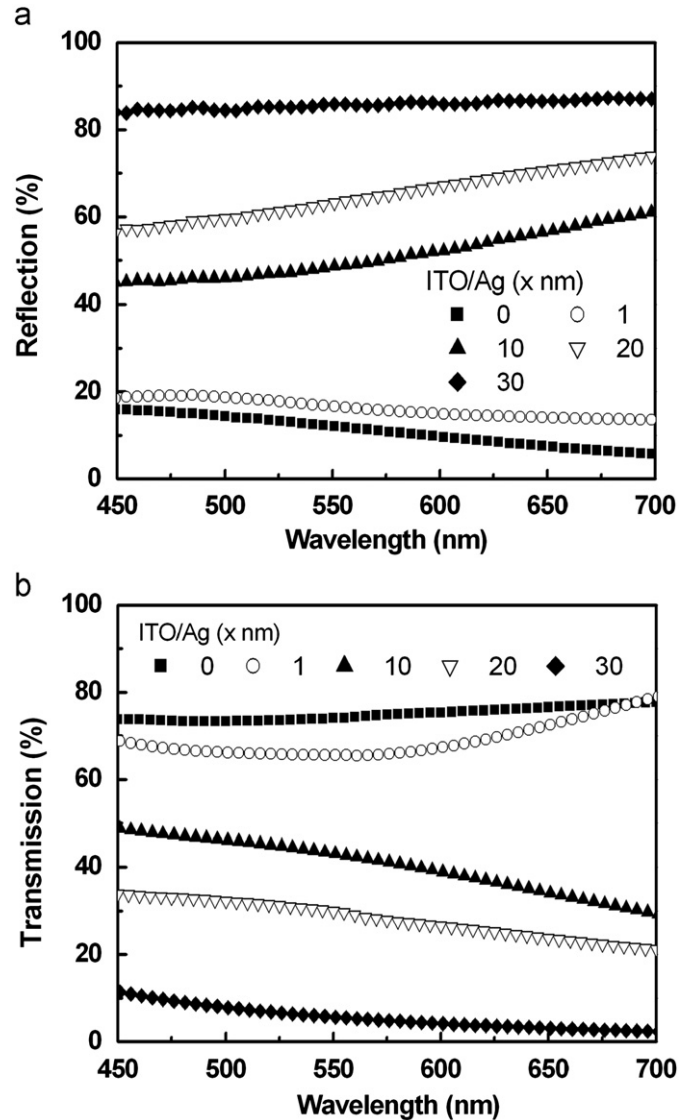 a
100
80
60
40
20
0
Reflection (%)
ITO/Ag (x nm)
0 1
10 20
30
450 500 550 600 650 700
Wavelength (nm)
b
100
80
60
40
20
0
Transmission (%)
ITO/Ag (x nm)
0 1 10 20 30
450 500 550 600 650 700
Wavelength (nm)